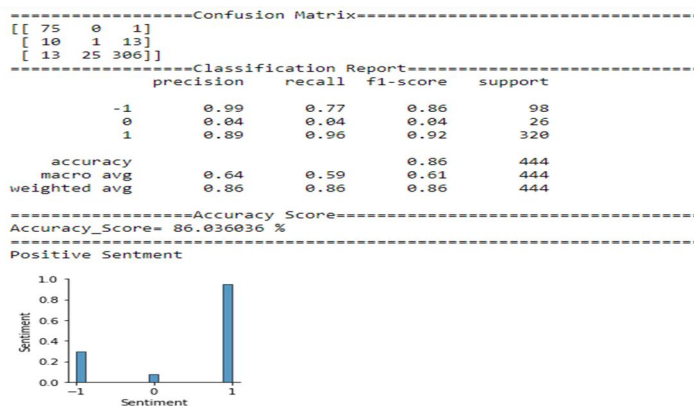 ==================Confusion Matrix==================================
[[ 75   0   1]
 [ 10   1  13]
 [ 13  25 306]]
==================Classification Report=============================
              precision    recall  f1-score   support

          -1       0.99      0.77      0.86        98
           0       0.04      0.04      0.04        26
           1       0.89      0.96      0.92       320

    accuracy                           0.86       444
   macro avg       0.64      0.59      0.61       444
weighted avg       0.86      0.86      0.86       444

==================Accuracy Score====================================
Accuracy_Score= 86.036036 %
====================================================================
Positive Sentment
1.0
0.8
0.6
0.4
0.2
0.0
Sentiment
−1 0 1
Sentiment